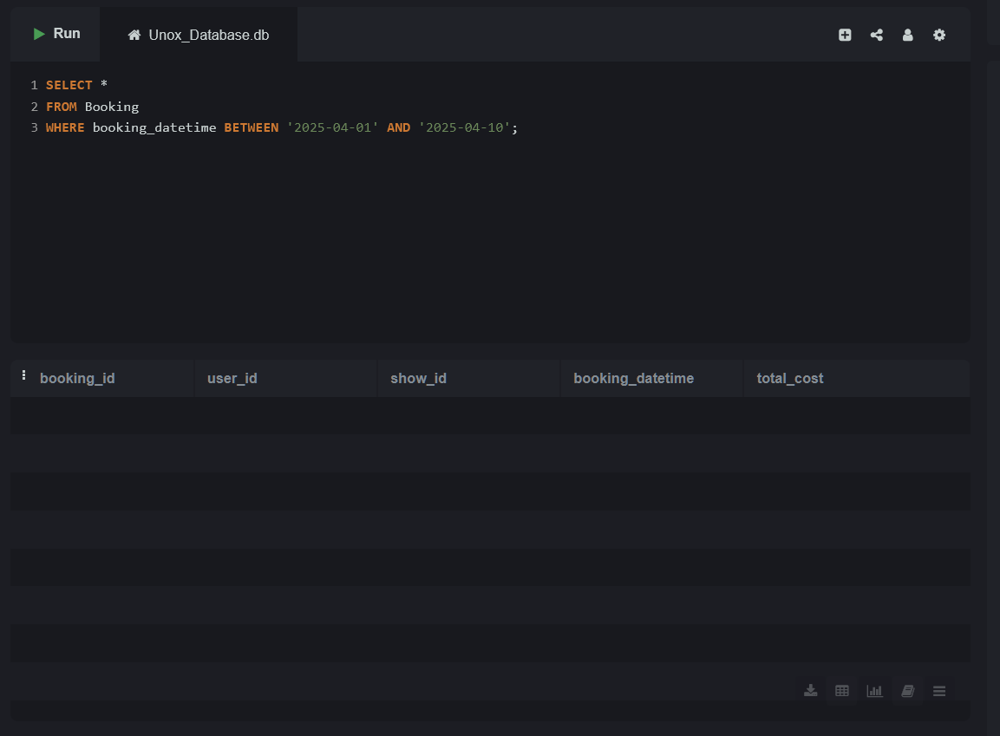 Run
Unox_Database.db
1 SELECT *
2 FROM Booking
3 WHERE booking_datetime BETWEEN '2025-04-01' AND '2025-04-10';
booking_id user_id show_id booking_datetime total_cost